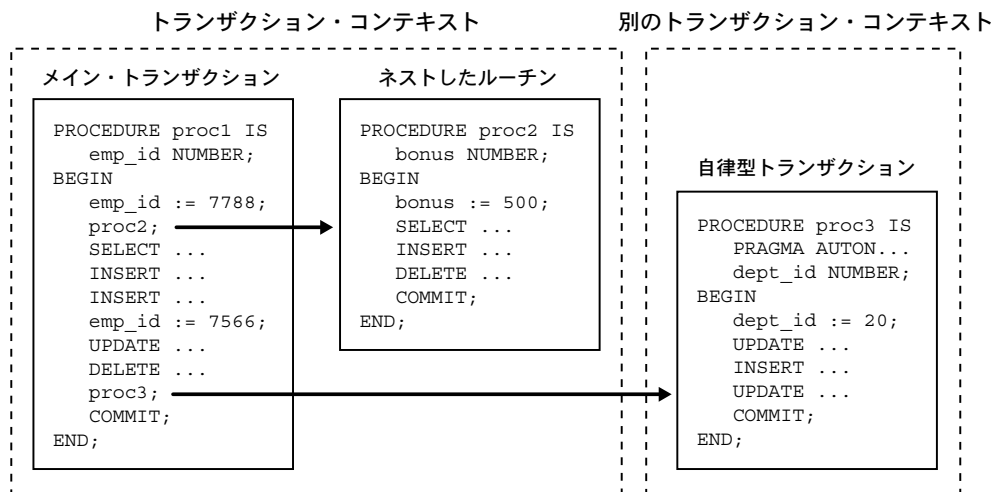 トランザクション・コンテキスト
別のトランザクション・コンテキスト
メイン・トランザクション
PROCEDURE proc1 IS
emp_id NUMBER;
BEGIN
emp_id := 7788;
proc2;
SELECT ...
INSERT ...
INSERT ...
emp_id := 7566;
UPDATE ...
DELETE ...
proc3;
COMMIT;
END;
ネストしたルーチン
PROCEDURE proc2 IS
bonus NUMBER;
BEGIN
bonus := 500;
SELECT ...
INSERT ...
DELETE ...
COMMIT;
END;
自律型トランザクション
PROCEDURE proc3 IS
PRAGMA AUTON...
dept_id NUMBER;
BEGIN
dept_id := 20;
UPDATE ...
INSERT ...
UPDATE ...
COMMIT;
END;